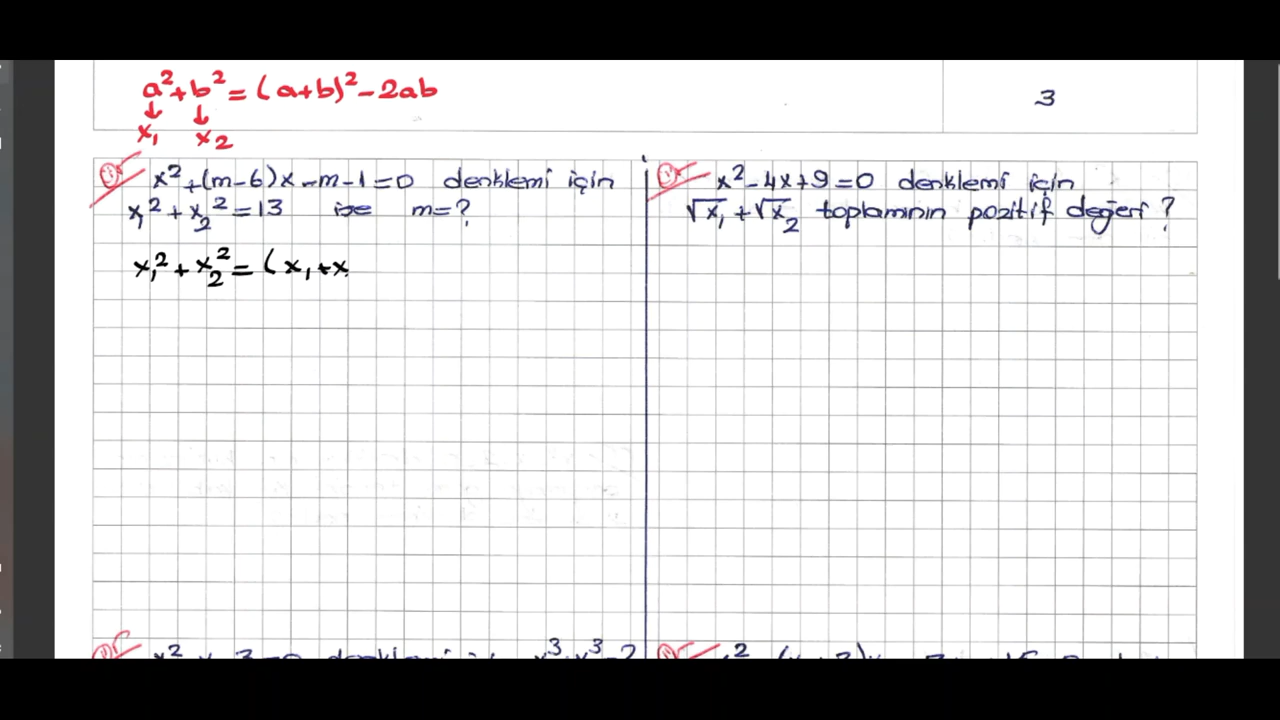 a²+b²=(a+b)²-2ab
x₁ x₂
3
x²+(m-6)x-m-1=0 denklemi için
x₁²+x₂²=13 ise m=?
x₁²+x₂²=(x₁+x
x²-4x+9=0 denklemi için
√x₁+√x₂ toplamının pozitif değeri ?